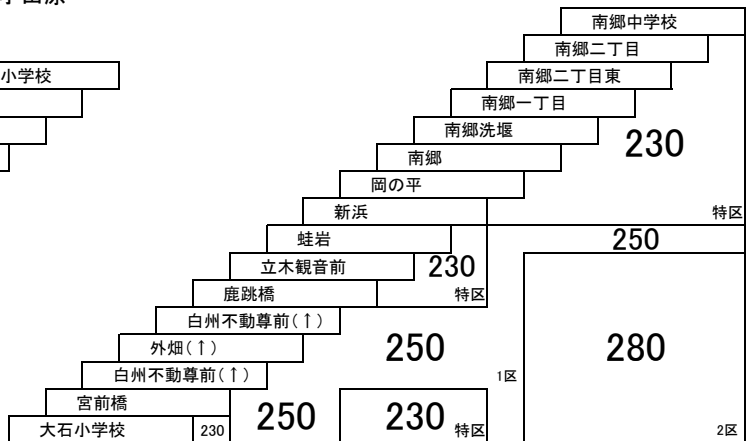 南郷中学校
南郷二丁目
小学校
南郷二丁目東
南郷一丁目
南郷洗堰
230
南郷
岡の平
新浜
特区
蛙岩
250
立木観音前
230
鹿跳橋
特区
白州不動尊前(↑)
外畑(↑)
250
280
白州不動尊前(↑)
1区
宮前橋
250
230
大石小学校
230
特区
2区